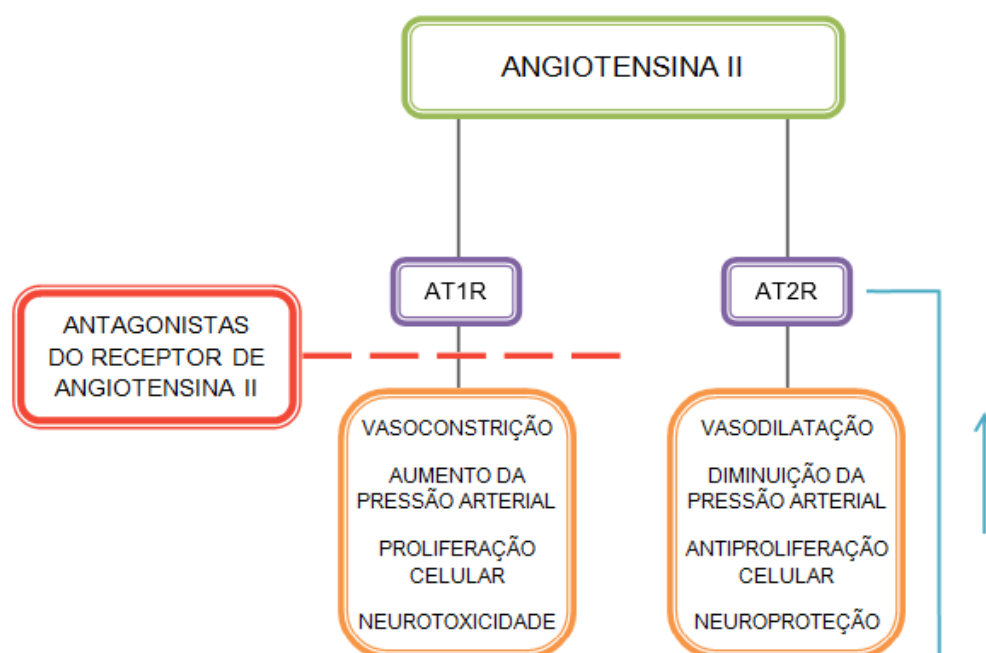 ANGIOTENSINA II
AT1R
AT2R
ANTAGONISTAS
DO RECEPTOR DE
ANGIOTENSINA II
VASOCONSTRIÇÃO
AUMENTO DA
PRESSÃO ARTERIAL
PROLIFERAÇÃO
CELULAR
NEUROTOXICIDADE
VASODILATAÇÃO
DIMINUIÇÃO DA
PRESSÃO ARTERIAL
ANTIPROLIFERAÇÃO
CELULAR
NEUROPROTEÇÃO